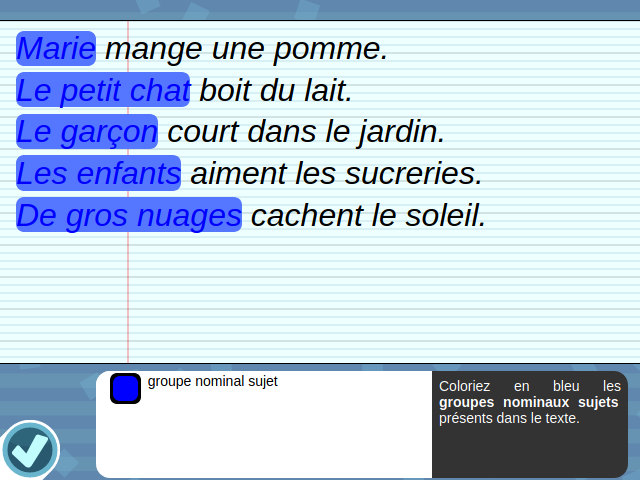 Marie mange une pomme.
Le petit chat boit du lait.
Le garçon court dans le jardin.
Les enfants aiment les sucreries.
De gros nuages cachent le soleil.
groupe nominal sujet
Coloriez en bleu les
groupes nominaux sujets
présents dans le texte.